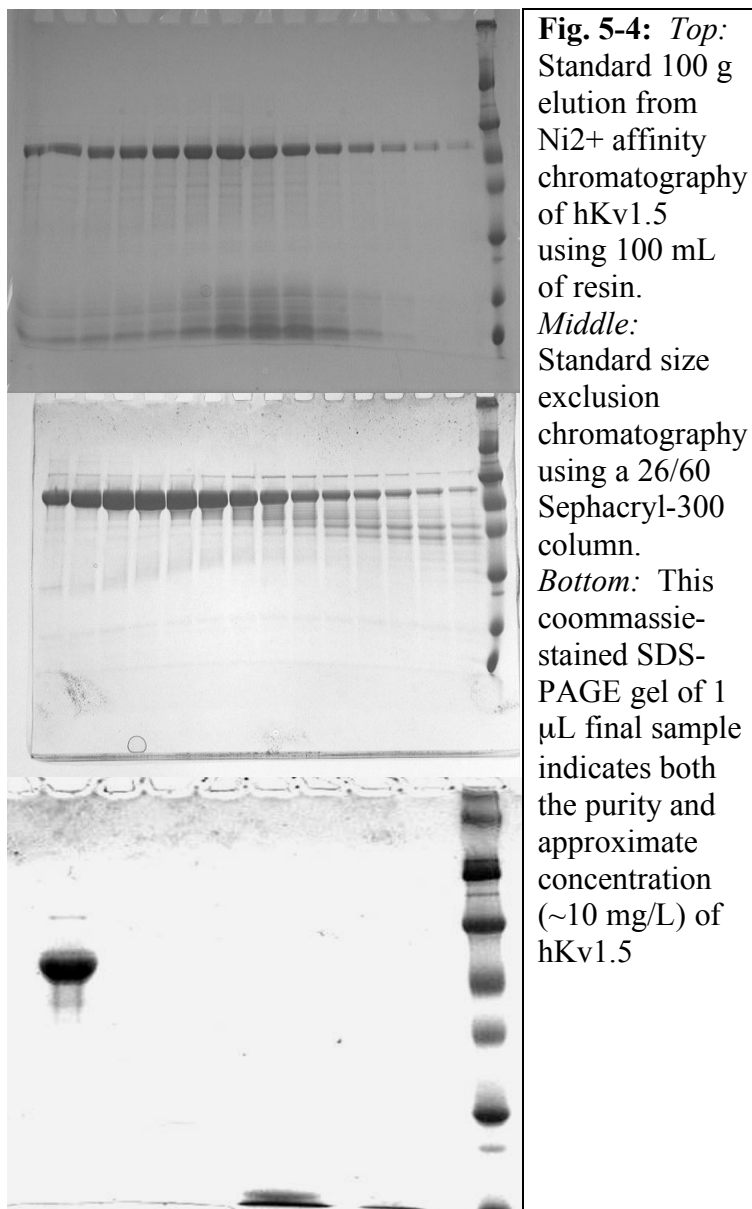 Fig. 5-4: Top:
Standard 100 g
elution from
Ni2+ affinity
chromatography
of hKv1.5
using 100 mL
of resin.
Middle:
Standard size
exclusion
chromatography
using a 26/60
Sephacryl-300
column.
Bottom: This
coommassie-
stained SDS-
PAGE gel of 1
μL final sample
indicates both
the purity and
approximate
concentration
(~10 mg/L) of
hKv1.5